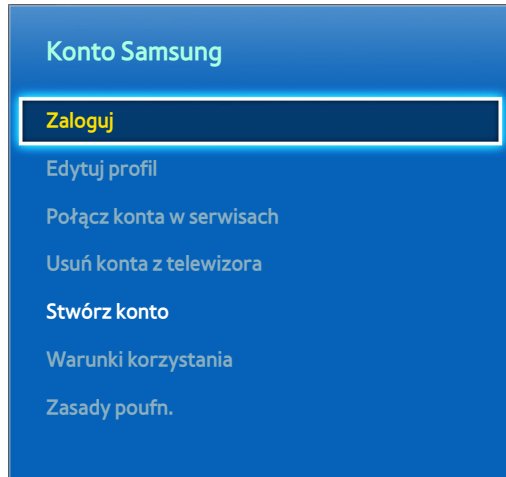 Konto Samsung
Zaloguj
Edytuj profil
Połącz konta w serwisach
Usuń konta z telewizora
Stwórz konto
Warunki korzystania
Zasady poufn.